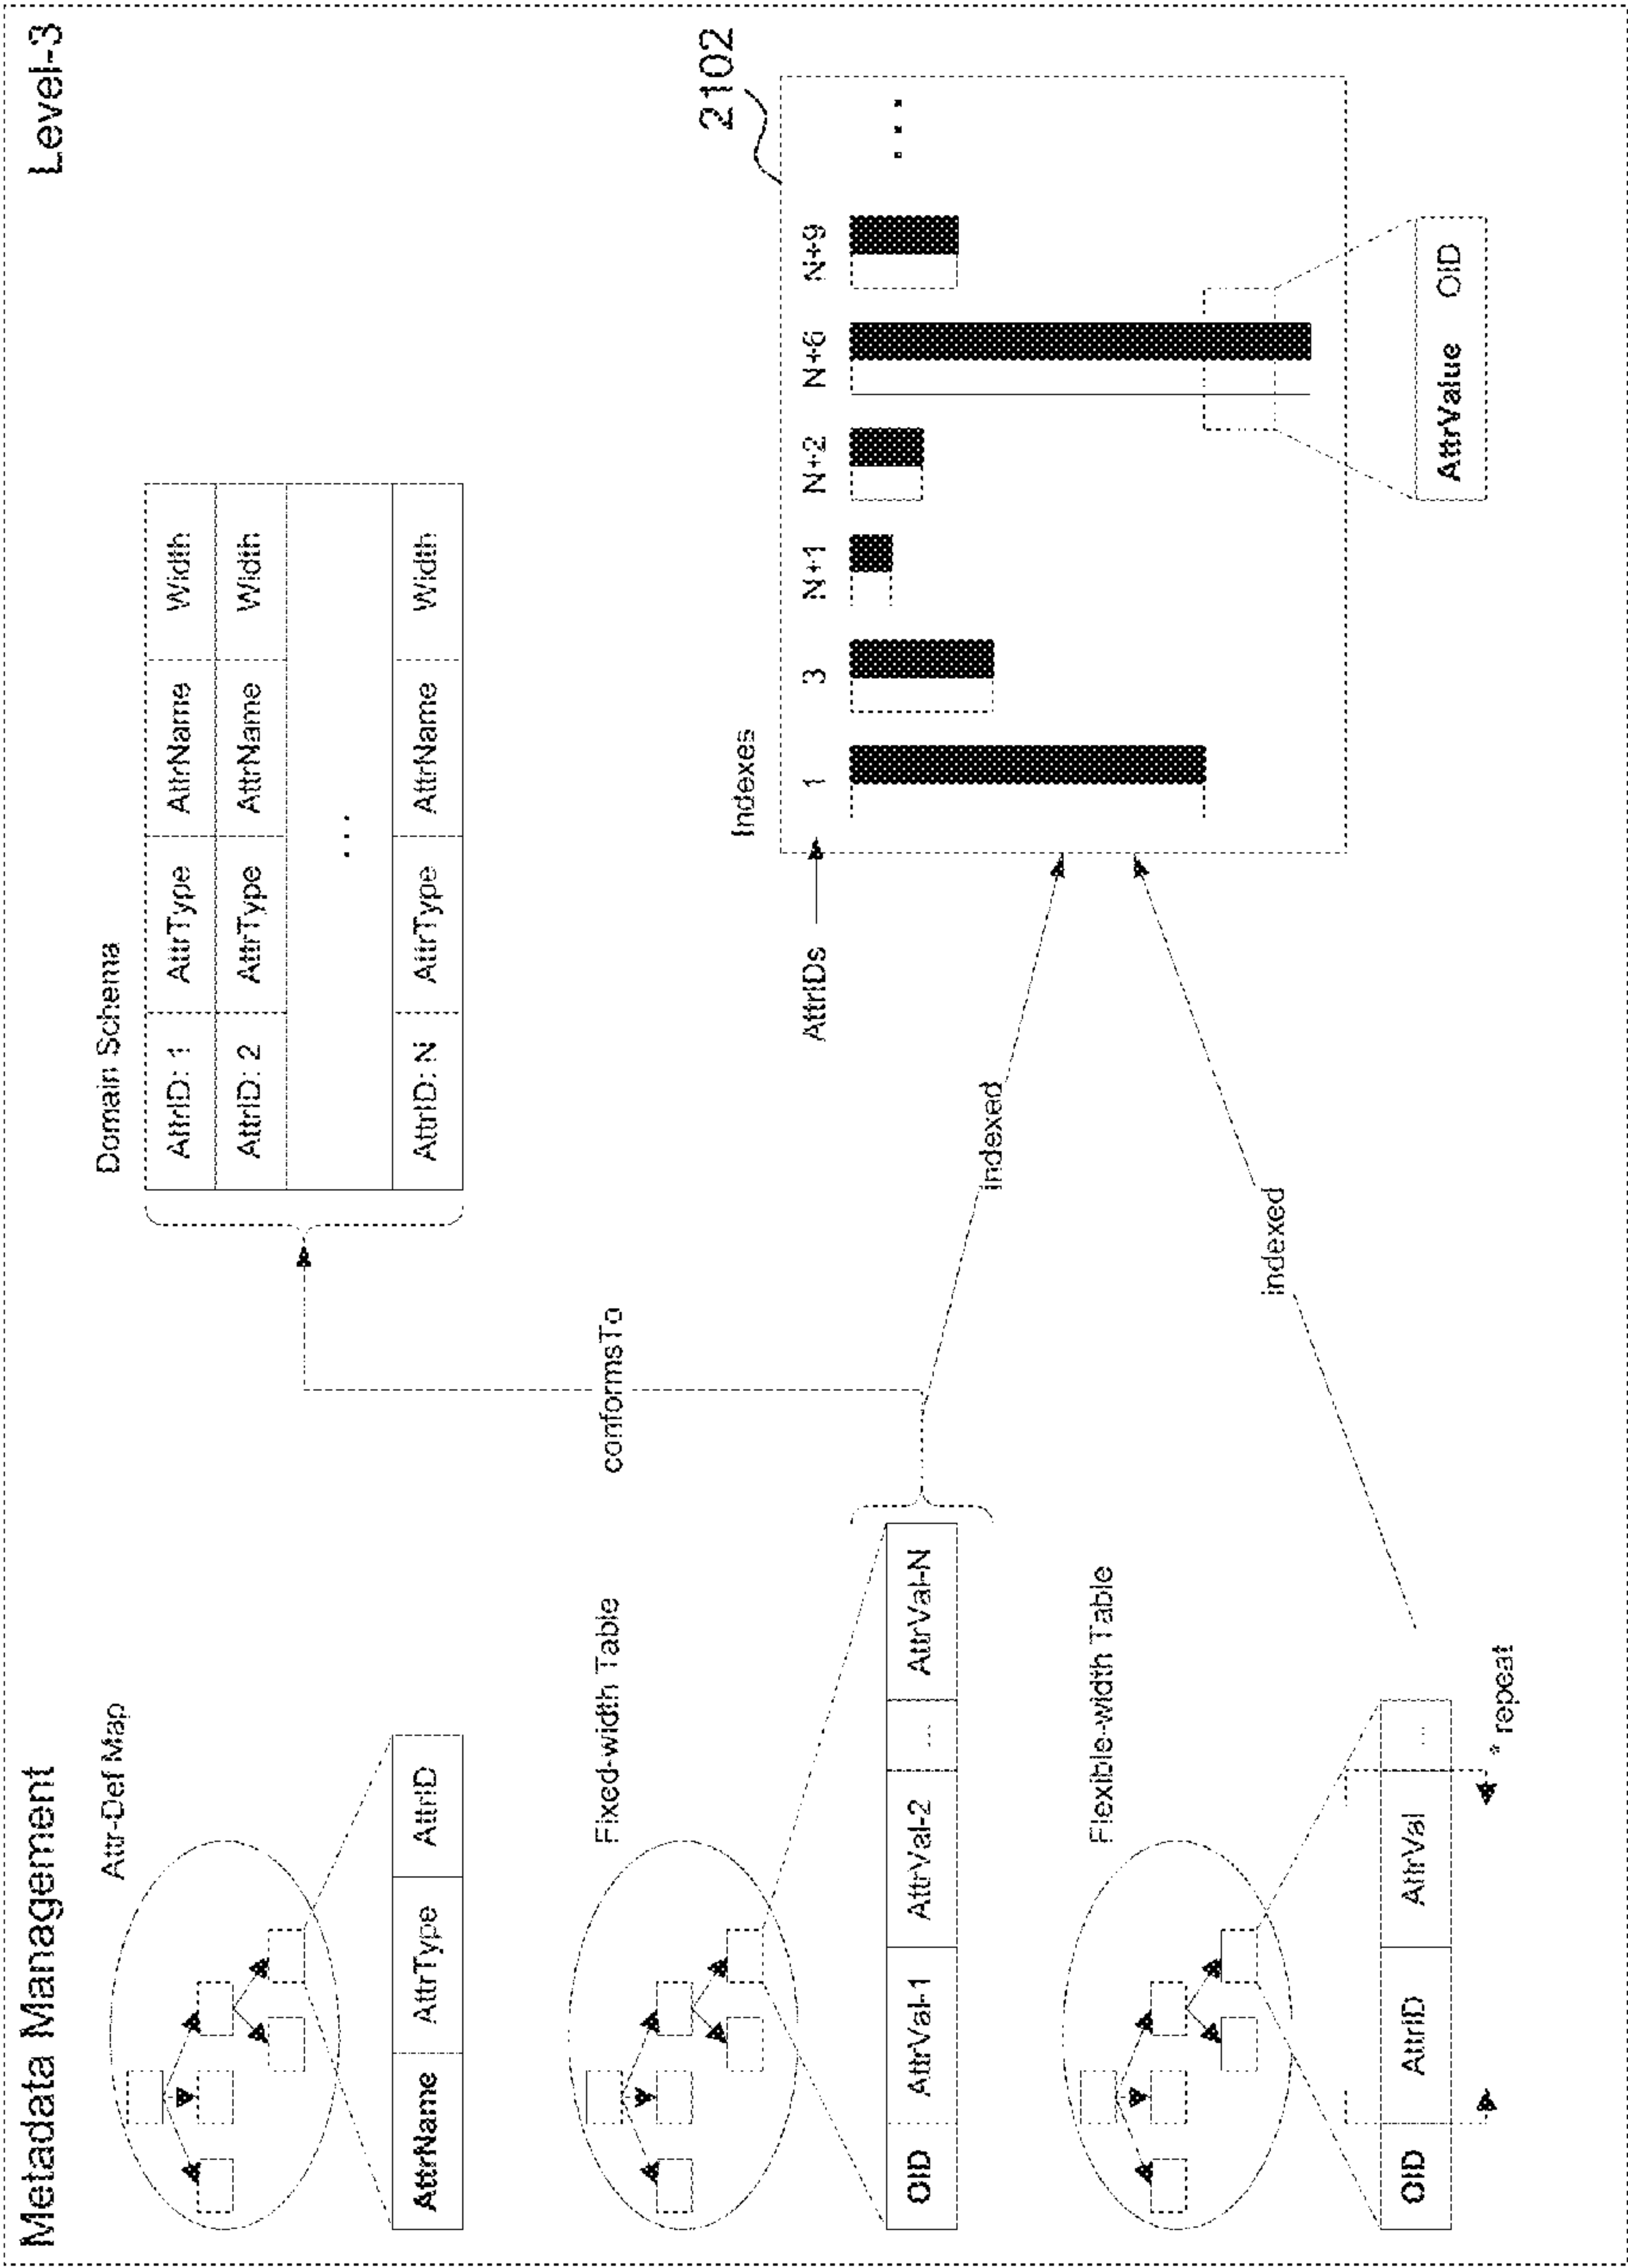 Metadata Management
Level-3
Attr-Def Map
AttrName AttrType AttrID
Domain Schema
AttrID: 1 AttrType AttrName Width
AttrID: 2 AttrType AttrName Width
...
AttrID: N AttrType AttrName Width
conformsTo
Fixed-width Table
OID AttrVal-1 AttrVal-2 ... AttrVal-N
indexed
Indexes
2102
AttrIDs
1 3 N+1 N+2 N+6 N+9 ...
AttrValue OID
Flexible-width Table
OID AttrID AttrVal ...
* repeat
indexed